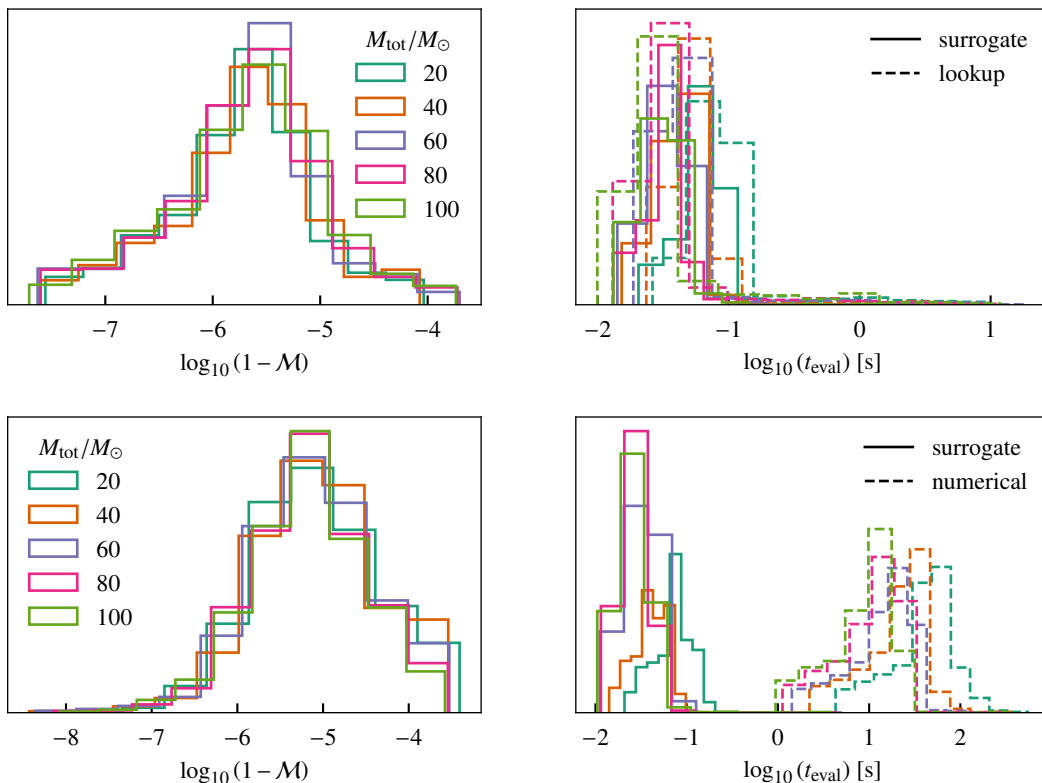 M_tot/M_⊙
20
40
60
80
100
−7 −6 −5 −4
log₁₀ (1 − ℳ)
surrogate
lookup
−2 −1 0 1
log₁₀ (t_eval) [s]
M_tot/M_⊙
20
40
60
80
100
−8 −7 −6 −5 −4
log₁₀ (1 − ℳ)
surrogate
numerical
−2 −1 0 1 2
log₁₀ (t_eval) [s]